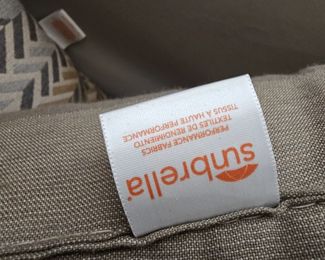 sunbrella®
PERFORMANCE FABRICS
TEXTILES DE RENDIMIENTO
TISSUS À HAUTE PERFORMANCE